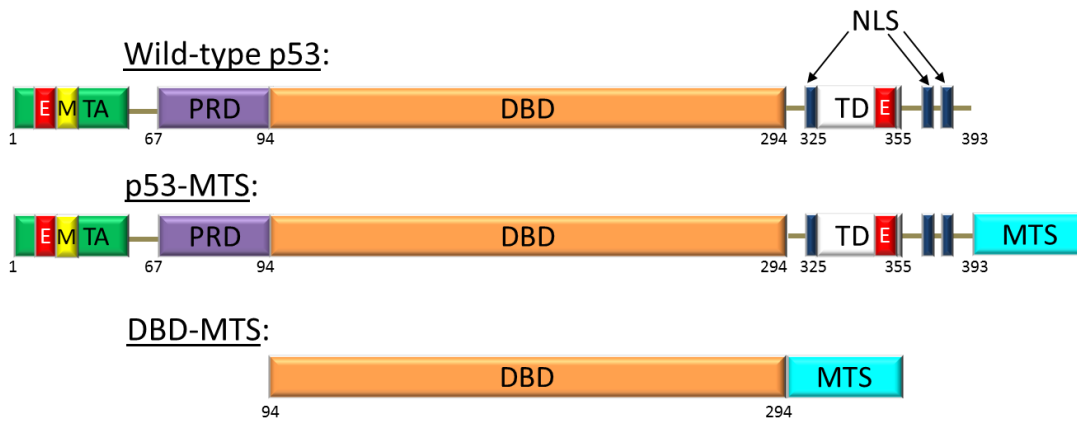 NLS
Wild-type p53:
E M TA PRD DBD TD E
1 67 94 294 325 355 393
p53-MTS:
E M TA PRD DBD TD E MTS
1 67 94 294 325 355 393
DBD-MTS:
DBD MTS
94 294